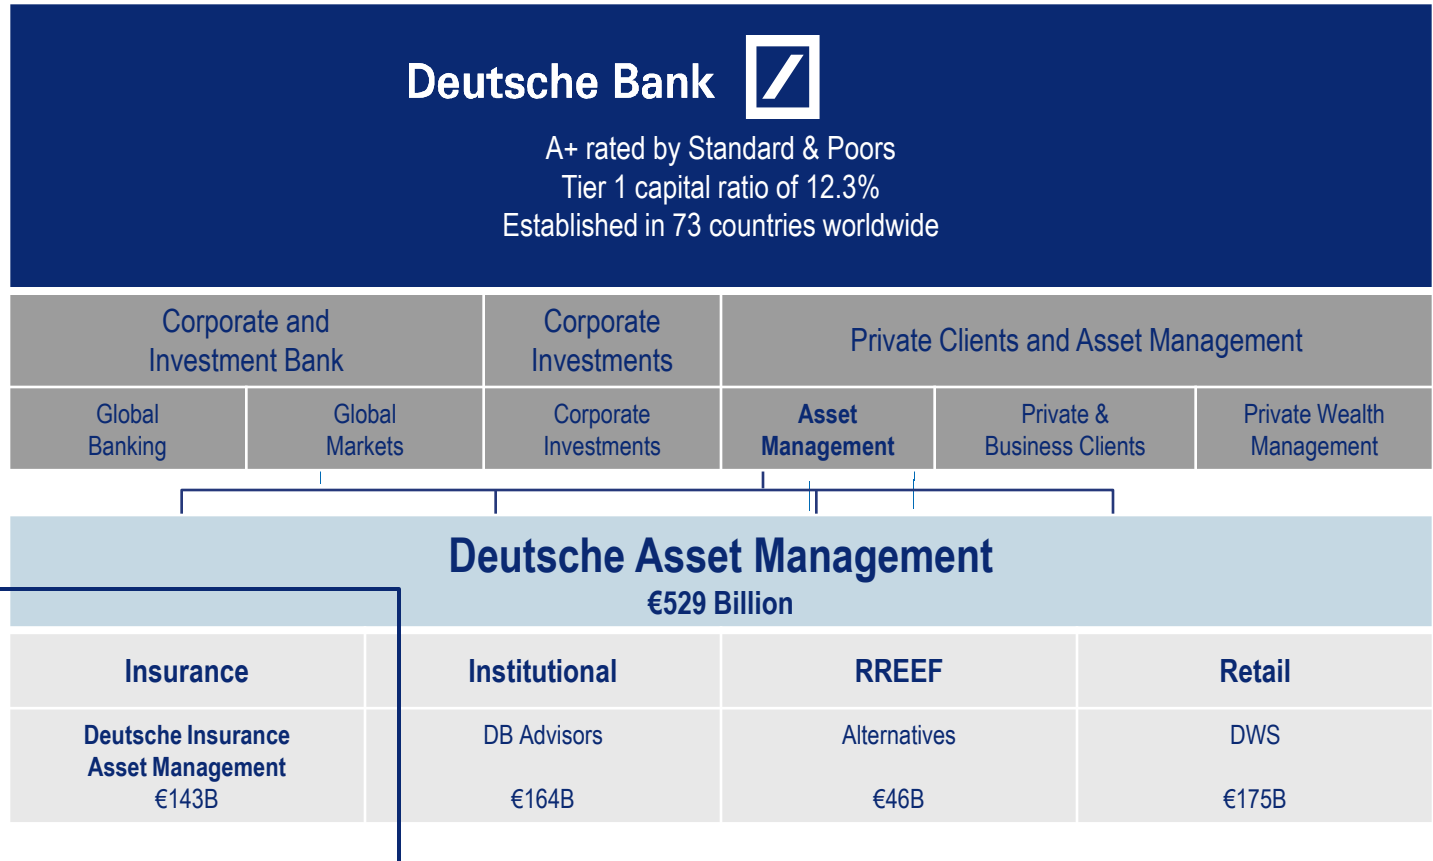 Deutsche Bank
A+ rated by Standard & Poors
Tier 1 capital ratio of 12.3%
Established in 73 countries worldwide
Corporate and
Investment Bank
Corporate
Investments
Private Clients and Asset Management
Global
Banking
Global
Markets
Corporate
Investments
Asset
Management
Private &
Business Clients
Private Wealth
Management
Deutsche Asset Management
€529 Billion
Insurance
Institutional
RREEF
Retail
Deutsche Insurance
Asset Management
€143B
DB Advisors
€164B
Alternatives
€46B
DWS
€175B